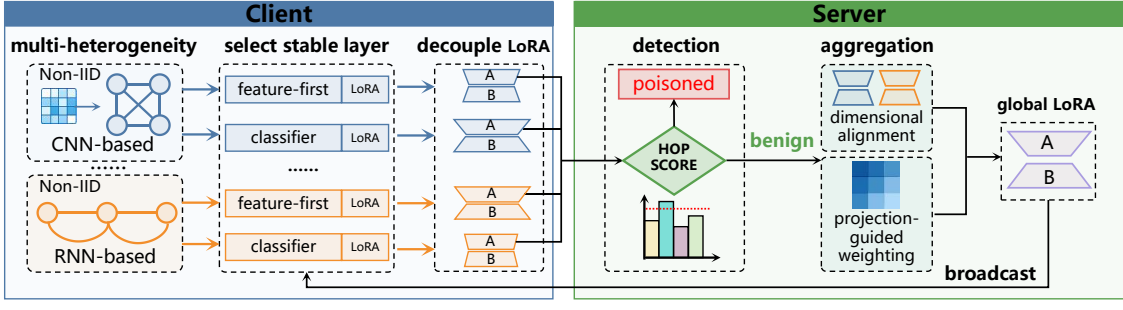 Client
Server
multi-heterogeneity
select stable layer
decouple LoRA
detection
aggregation
Non-IID
CNN-based
......
Non-IID
RNN-based
feature-first LoRA
classifier LoRA
......
feature-first LoRA
classifier LoRA
A
B
A
B
A
B
A
B
poisoned
HOP
SCORE
benign
dimensional
alignment
projection-
guided
weighting
global LoRA
A
B
broadcast